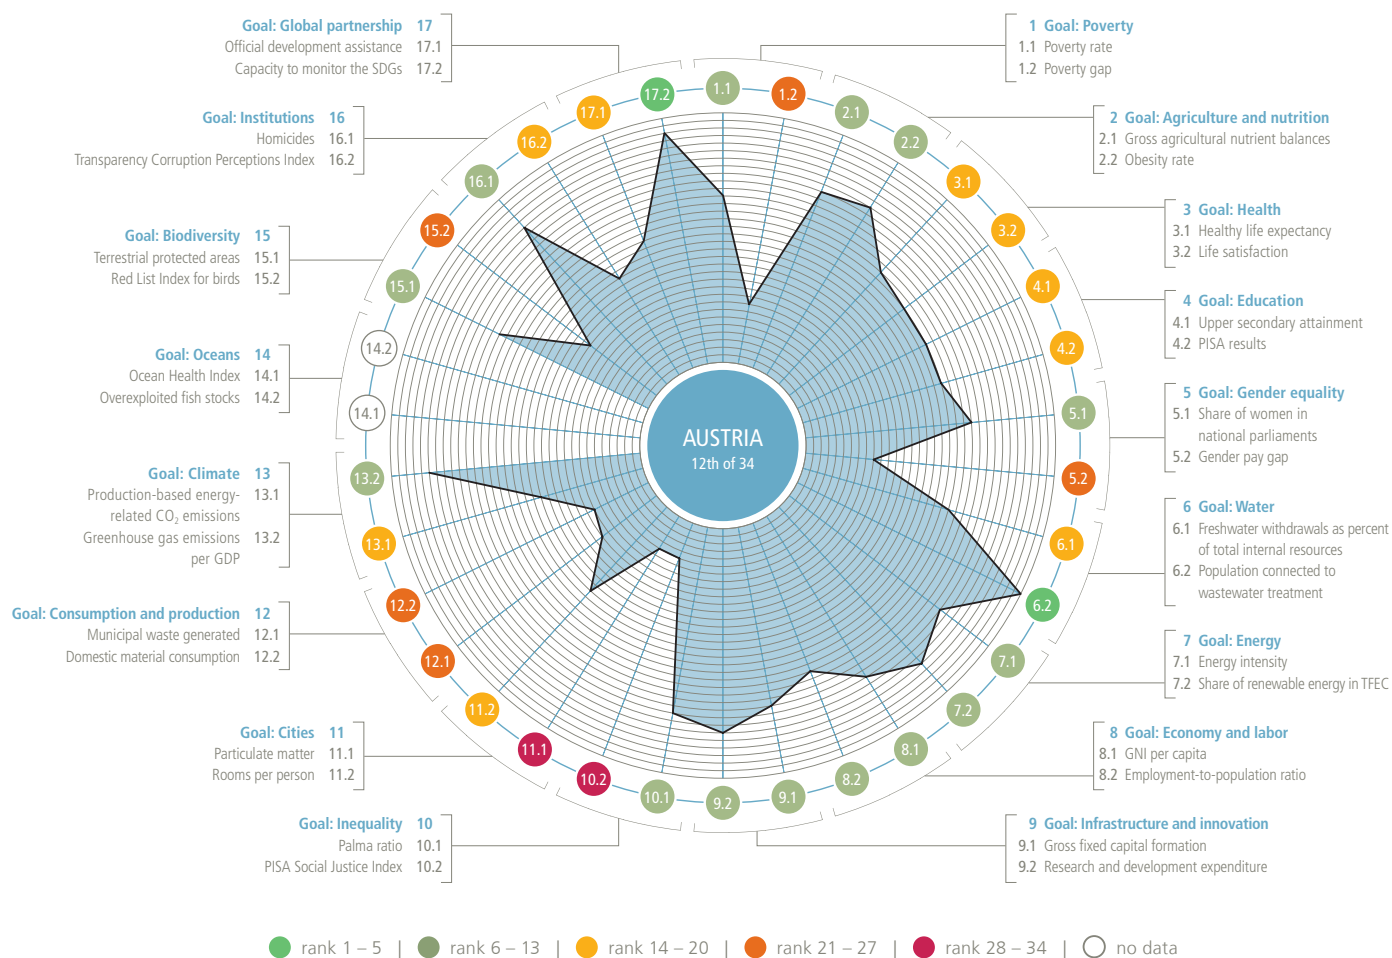 Goal: Global partnership 17
Official development assistance 17.1
Capacity to monitor the SDGs 17.2
Goal: Institutions 16
Homicides 16.1
Transparency Corruption Perceptions Index 16.2
Goal: Biodiversity 15
Terrestrial protected areas 15.1
Red List Index for birds 15.2
Goal: Oceans 14
Ocean Health Index 14.1
Overexploited fish stocks 14.2
Goal: Climate 13
Production-based energy- 13.1
related CO₂ emissions
Greenhouse gas emissions 13.2
per GDP
Goal: Consumption and production 12
Municipal waste generated 12.1
Domestic material consumption 12.2
Goal: Cities 11
Particulate matter 11.1
Rooms per person 11.2
Goal: Inequality 10
Palma ratio 10.1
PISA Social Justice Index 10.2
1 Goal: Poverty
1.1 Poverty rate
1.2 Poverty gap
2 Goal: Agriculture and nutrition
2.1 Gross agricultural nutrient balances
2.2 Obesity rate
3 Goal: Health
3.1 Healthy life expectancy
3.2 Life satisfaction
4 Goal: Education
4.1 Upper secondary attainment
4.2 PISA results
5 Goal: Gender equality
5.1 Share of women in
national parliaments
5.2 Gender pay gap
6 Goal: Water
6.1 Freshwater withdrawals as percent
of total internal resources
6.2 Population connected to
wastewater treatment
7 Goal: Energy
7.1 Energy intensity
7.2 Share of renewable energy in TFEC
8 Goal: Economy and labor
8.1 GNI per capita
8.2 Employment-to-population ratio
9 Goal: Infrastructure and innovation
9.1 Gross fixed capital formation
9.2 Research and development expenditure
1.1
1.2
2.1
2.2
3.1
3.2
4.1
4.2
5.1
5.2
6.1
6.2
7.1
7.2
8.1
8.2
9.1
9.2
10.1
10.2
11.1
11.2
12.1
12.2
13.1
13.2
14.1
14.2
15.1
15.2
16.1
16.2
17.1
17.2
AUSTRIA
12th of 34
rank 1 – 5 | rank 6 – 13 | rank 14 – 20 | rank 21 – 27 | rank 28 – 34 | no data